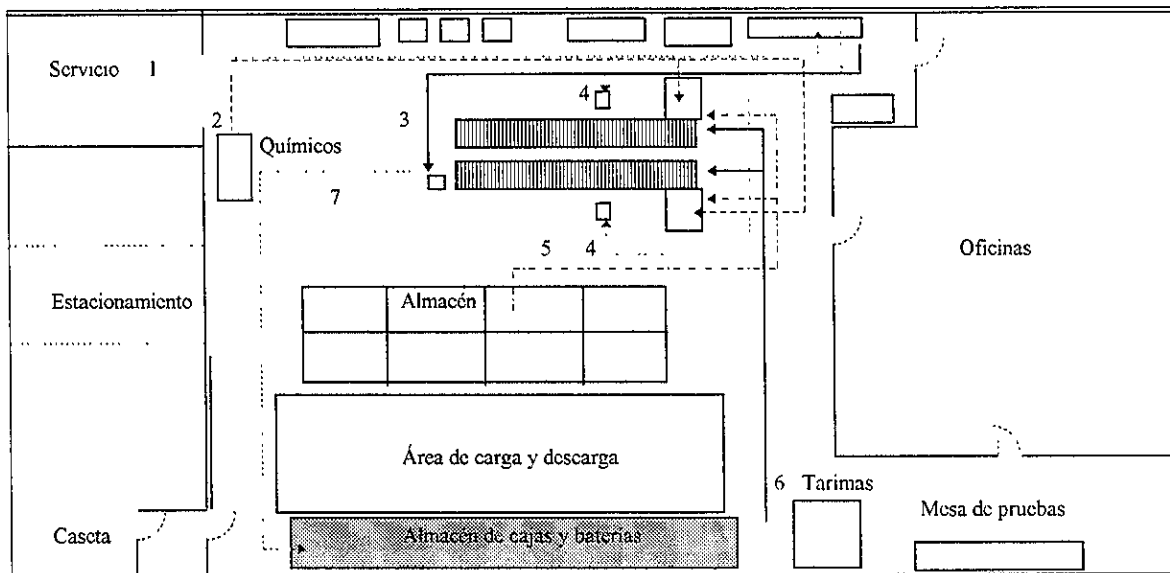 Servicio 1
4
3
2
Químicos
7
5 4
Oficinas
Estacionamiento
Almacén
Área de carga y descarga
6 Tarimas
Mesa de pruebas
Caseta
Almacén de cajas y baterías